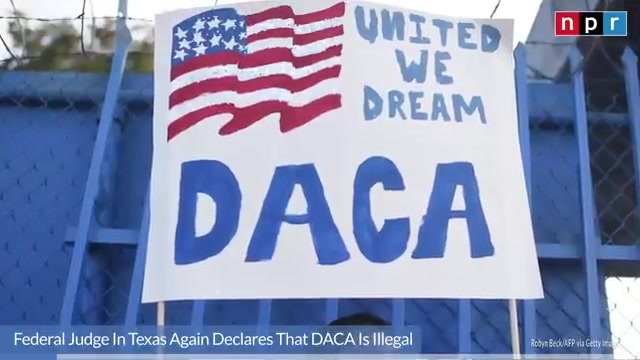 npr
UNITED
WE
DREAM
DACA
Federal Judge In Texas Again Declares That DACA Is Illegal
Robyn Beck/AFP via Getty